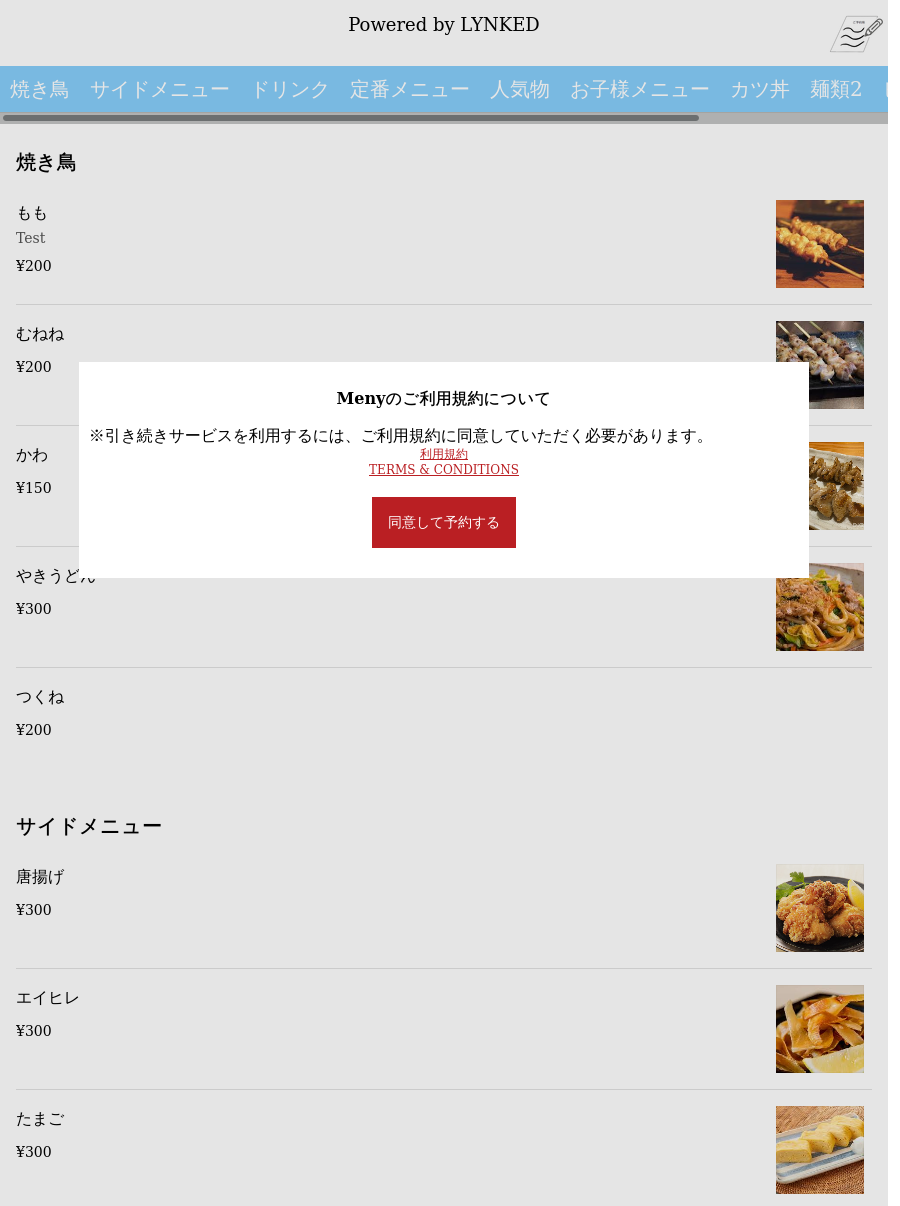 Powered by LYNKED
焼き鳥 サイドメニュー ドリンク 定番メニュー 人気物 お子様メニュー カツ丼 麺類2
焼き鳥
もも
Test
¥200
むねね
¥200
Menyのご利用規約について
※引き続きサービスを利用するには、ご利用規約に同意していただく必要があります。
利用規約
TERMS & CONDITIONS
同意して予約する
かわ
¥150
やきうどん
¥300
つくね
¥200
サイドメニュー
唐揚げ
¥300
エイヒレ
¥300
たまご
¥300